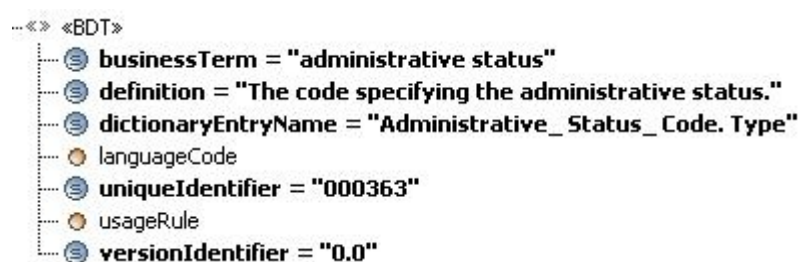 «» «BDT»
businessTerm = "administrative status"
definition = "The code specifying the administrative status."
dictionaryEntryName = "Administrative_ Status_ Code. Type"
languageCode
uniqueIdentifier = "000363"
usageRule
versionIdentifier = "0.0"